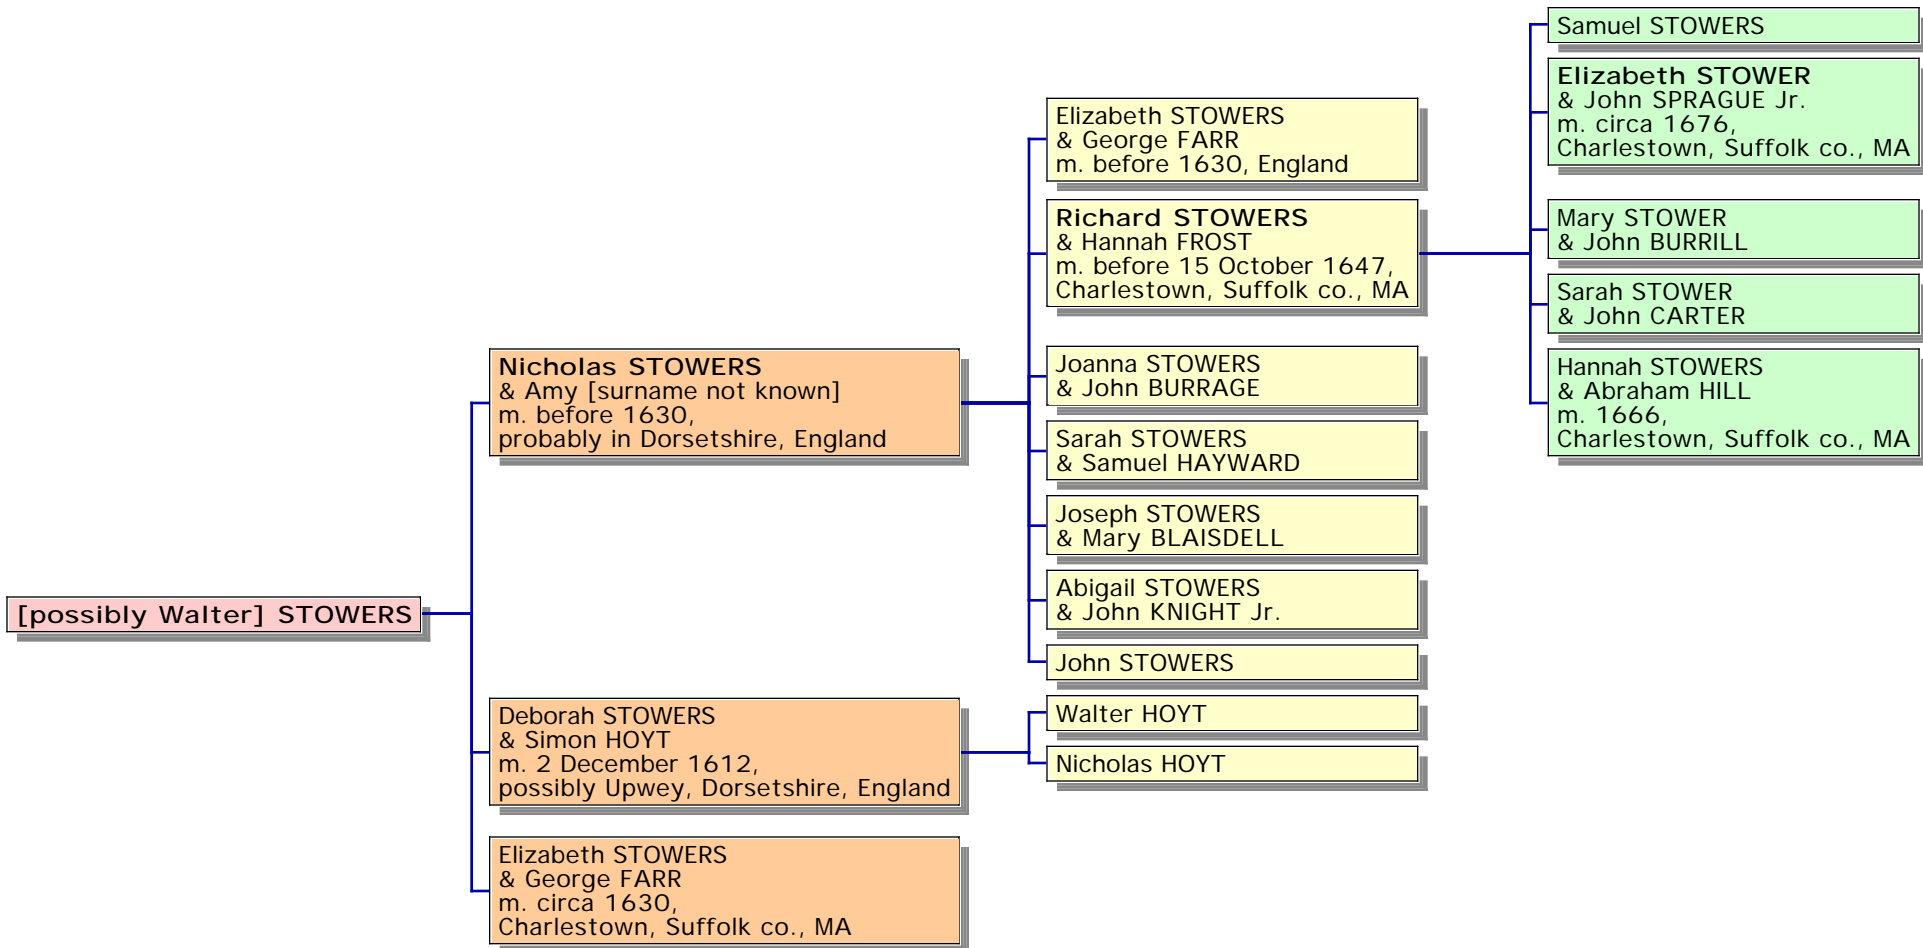 [possibly Walter] STOWERS
Nicholas STOWERS
& Amy [surname not known]
m. before 1630,
probably in Dorsetshire, England
Deborah STOWERS
& Simon HOYT
m. 2 December 1612,
possibly Upwey, Dorsetshire, England
Elizabeth STOWERS
& George FARR
m. circa 1630,
Charlestown, Suffolk co., MA
Elizabeth STOWERS
& George FARR
m. before 1630, England
Richard STOWERS
& Hannah FROST
m. before 15 October 1647,
Charlestown, Suffolk co., MA
Joanna STOWERS
& John BURRAGE
Sarah STOWERS
& Samuel HAYWARD
Joseph STOWERS
& Mary BLAISDELL
Abigail STOWERS
& John KNIGHT Jr.
John STOWERS
Walter HOYT
Nicholas HOYT
Samuel STOWERS
Elizabeth STOWER
& John SPRAGUE Jr.
m. circa 1676,
Charlestown, Suffolk co., MA
Mary STOWER
& John BURRILL
Sarah STOWER
& John CARTER
Hannah STOWERS
& Abraham HILL
m. 1666,
Charlestown, Suffolk co., MA